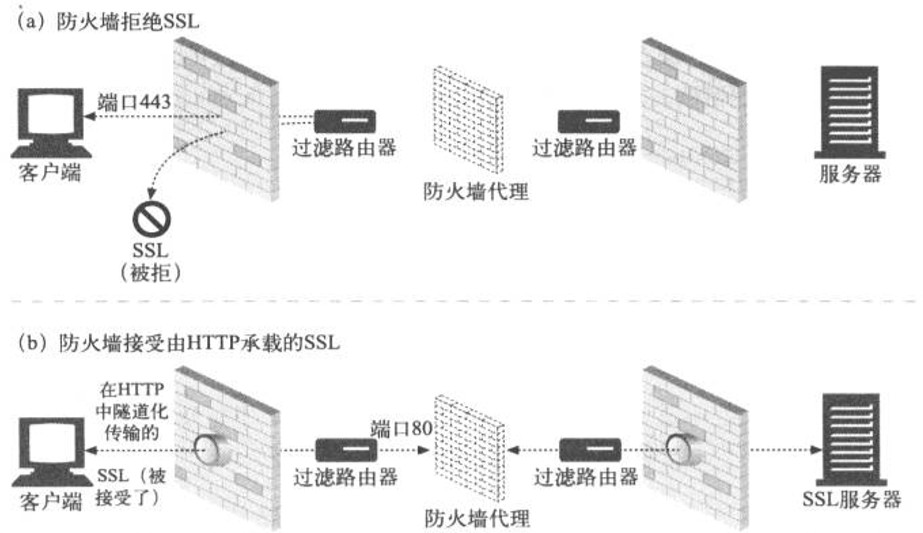 （a）防火墙拒绝SSL
端口443
客户端
过滤路由器
防火墙代理
过滤路由器
服务器
SSL
（被拒）
（b）防火墙接受由HTTP承载的SSL
在HTTP
中隧道化
传输的
SSL（被
接受了）
客户端
过滤路由器
端口80
防火墙代理
过滤路由器
SSL服务器